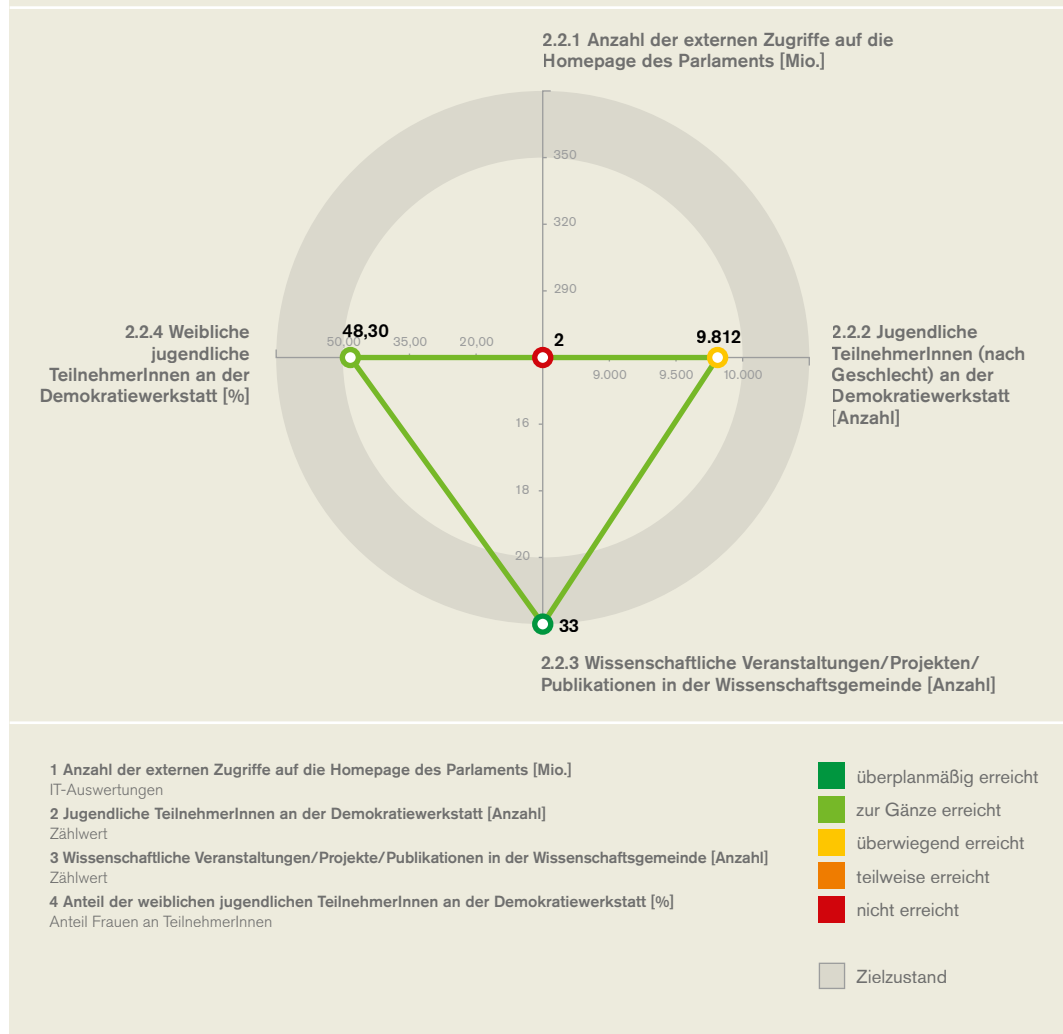 2.2.1 Anzahl der externen Zugriffe auf die
Homepage des Parlaments [Mio.]
350
320
290
2.2.4 Weibliche
jugendliche
TeilnehmerInnen an der
Demokratiewerkstatt [%]
48,30
50,00
35,00
20,00
2
9.812
9.000
9.500
10.000
2.2.2 Jugendliche
TeilnehmerInnen (nach
Geschlecht) an der
Demokratiewerkstatt
[Anzahl]
16
18
20
33
2.2.3 Wissenschaftliche Veranstaltungen/Projekten/
Publikationen in der Wissenschaftsgemeinde [Anzahl]
1 Anzahl der externen Zugriffe auf die Homepage des Parlaments [Mio.]
IT-Auswertungen
2 Jugendliche TeilnehmerInnen an der Demokratiewerkstatt [Anzahl]
Zählwert
3 Wissenschaftliche Veranstaltungen/Projekte/Publikationen in der Wissenschaftsgemeinde [Anzahl]
Zählwert
4 Anteil der weiblichen jugendlichen TeilnehmerInnen an der Demokratiewerkstatt [%]
Anteil Frauen an TeilnehmerInnen
überplanmäßig erreicht
zur Gänze erreicht
überwiegend erreicht
teilweise erreicht
nicht erreicht
Zielzustand